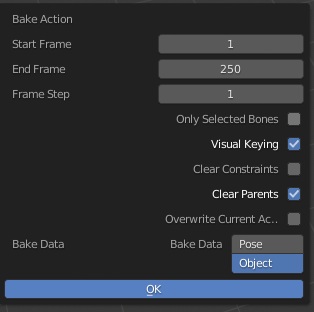 Bake Action
Start Frame 1
End Frame 250
Frame Step 1
Only Selected Bones
Visual Keying
Clear Constraints
Clear Parents
Overwrite Current Ac..
Bake Data Bake Data Pose
Object
OK